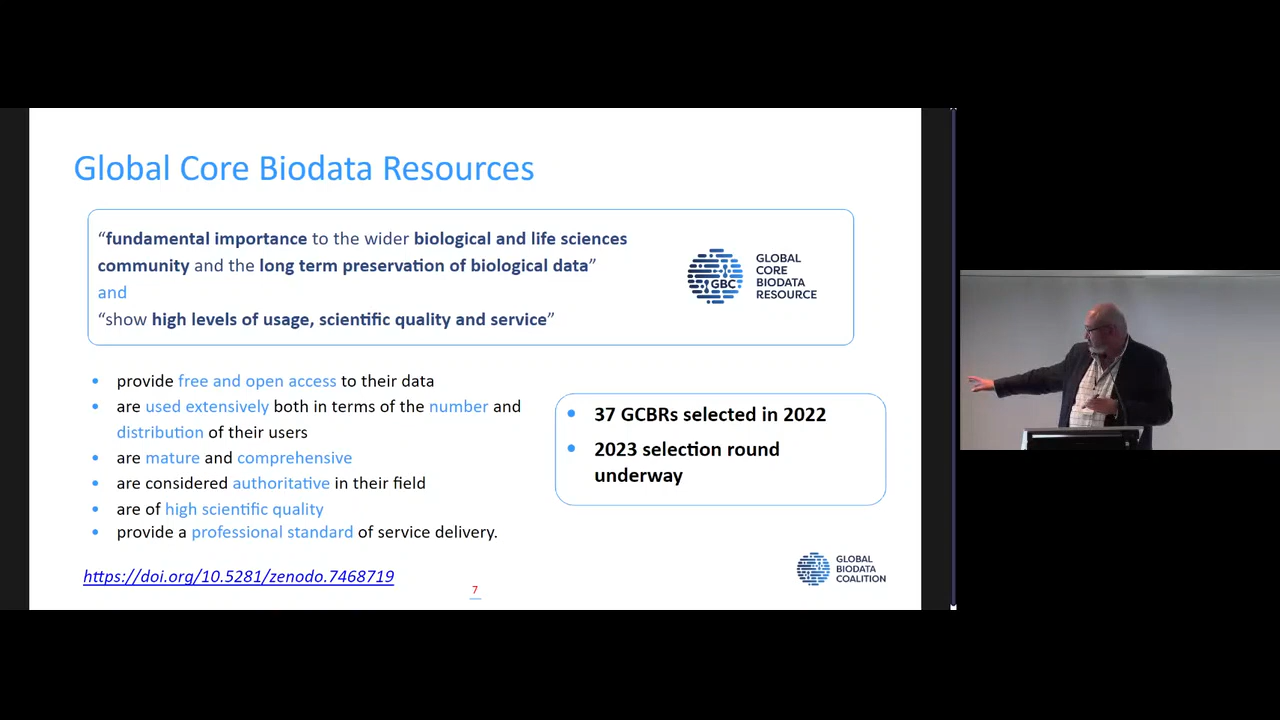 Global Core Biodata Resources
“fundamental importance to the wider biological and life sciences
community and the long term preservation of biological data”
and
“show high levels of usage, scientific quality and service”
GBC
GLOBAL
CORE
BIODATA
RESOURCE
• provide free and open access to their data
• are used extensively both in terms of the number and
distribution of their users
• are mature and comprehensive
• are considered authoritative in their field
• are of high scientific quality
• provide a professional standard of service delivery.
• 37 GCBRs selected in 2022
• 2023 selection round
underway
https://doi.org/10.5281/zenodo.7468719
7
GLOBAL
BIODATA
COALITION